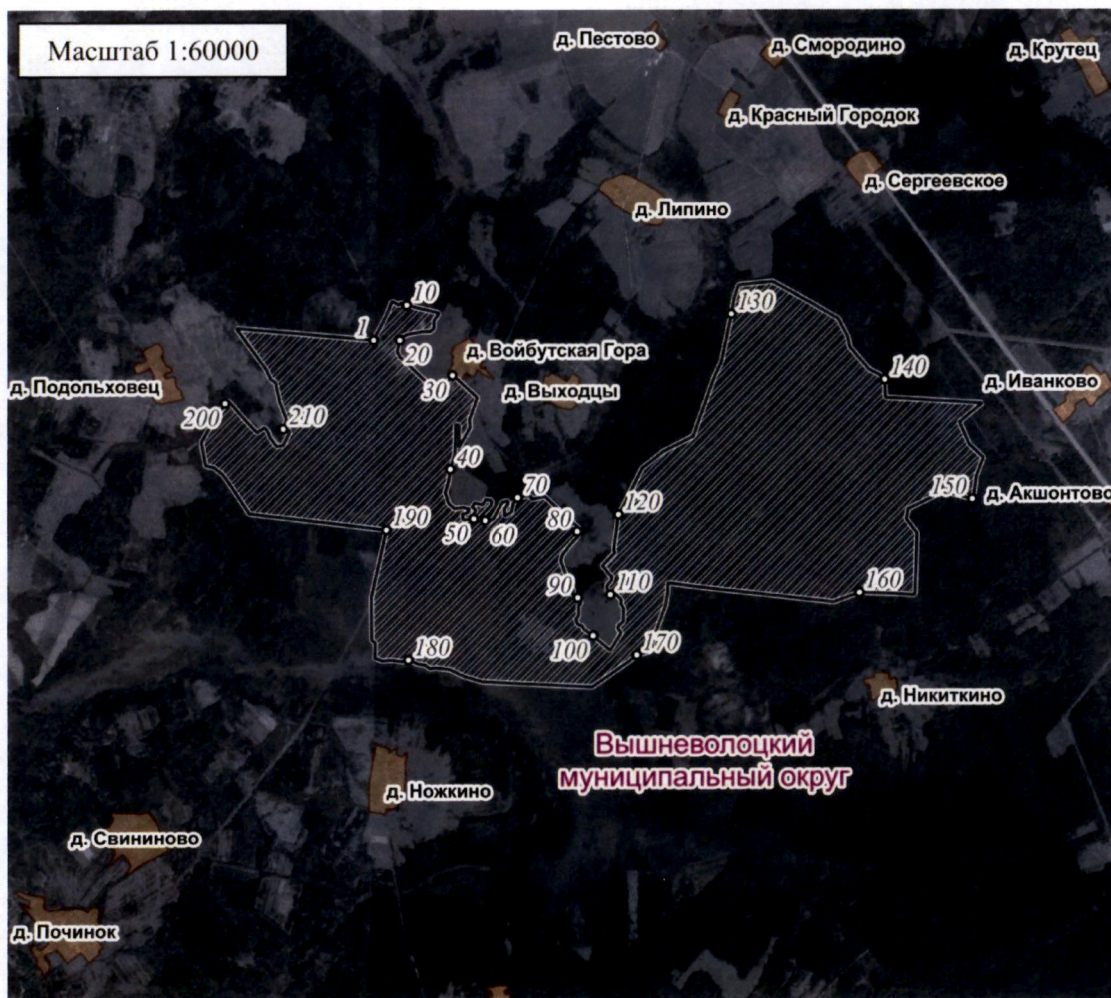 Масштаб 1:60000
д. Пестово
д. Смородино
д. Крутец
д. Красный Городок
д. Сергеевское
д. Липино
10
130
1
20
д. Войбутская Гора
30
140
д. Подольховец
д. Выходцы
д. Иванково
200
210
40
70
150
д. Акшонтово
120
190
50
60
80
90
110
160
100
180
170
д. Никиткино
Вышневолоцкий
муниципальный округ
д. Ножкино
д. Свининово
д. Починок